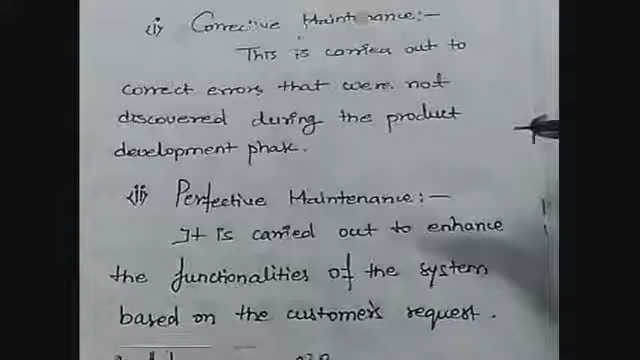 (i) Corrective Maintenance:-
This is carried out to
correct errors that were not
discovered during the product
development phase.
(ii) Perfective Maintenance:-
It is carried out to enhance
the functionalities of the system
based on the customer's request.